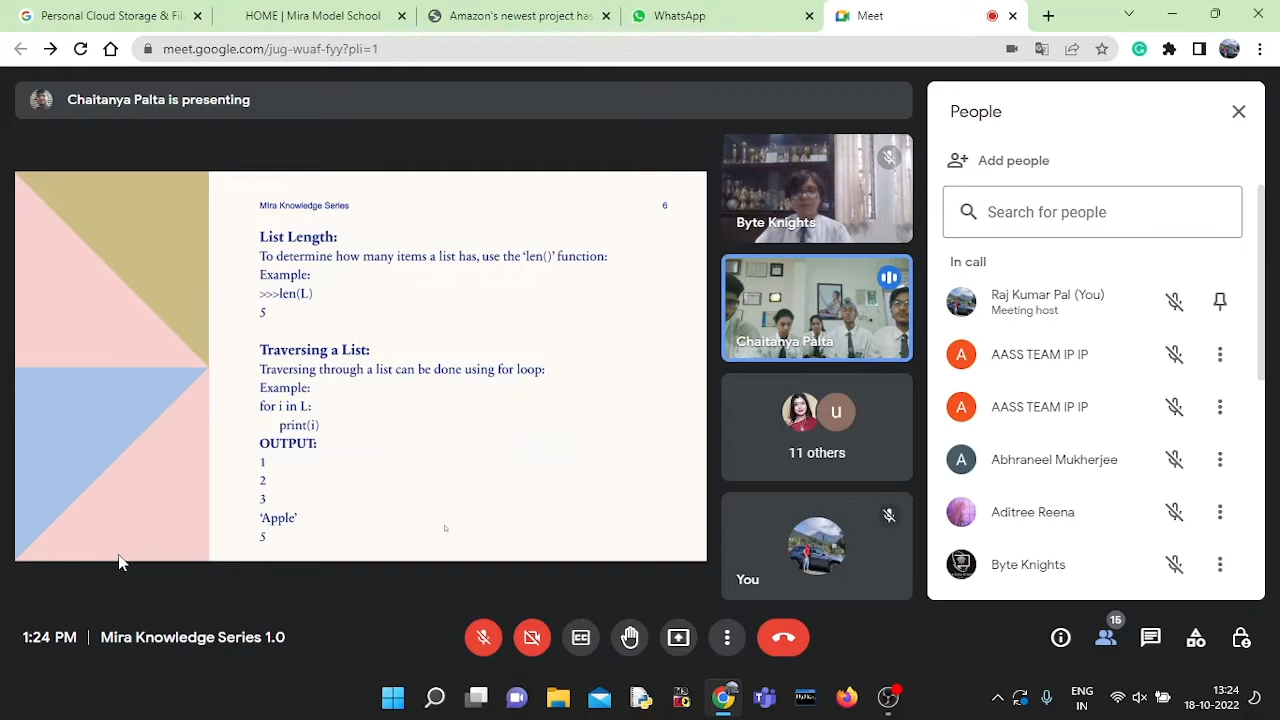 Personal Cloud Storage & Fil
HOME | Mira Model School
Amazon's newest project has
WhatsApp
Meet
meet.google.com/jug-wuaf-fyy?pli=1
Chaitanya Palta is presenting
MIra Knowledge Series
6
List Length:
To determine how many items a list has, use the 'len()' function:
Example:
>>>len(L)
5
Traversing a List:
Traversing through a list can be done using for loop:
Example:
for i in L:
print(i)
OUTPUT:
1
2
3
'Apple'
5
Byte Knights
Chaitanya Palta
u
11 others
You
People
Add people
Search for people
In call
Raj Kumar Pal (You)
Meeting host
A
AASS TEAM IP IP
A
AASS TEAM IP IP
A
Abhraneel Mukherjee
Aditree Reena
Byte Knights
1:24 PM | Mira Knowledge Series 1.0
15
ENG
IN
13:24
18-10-2022